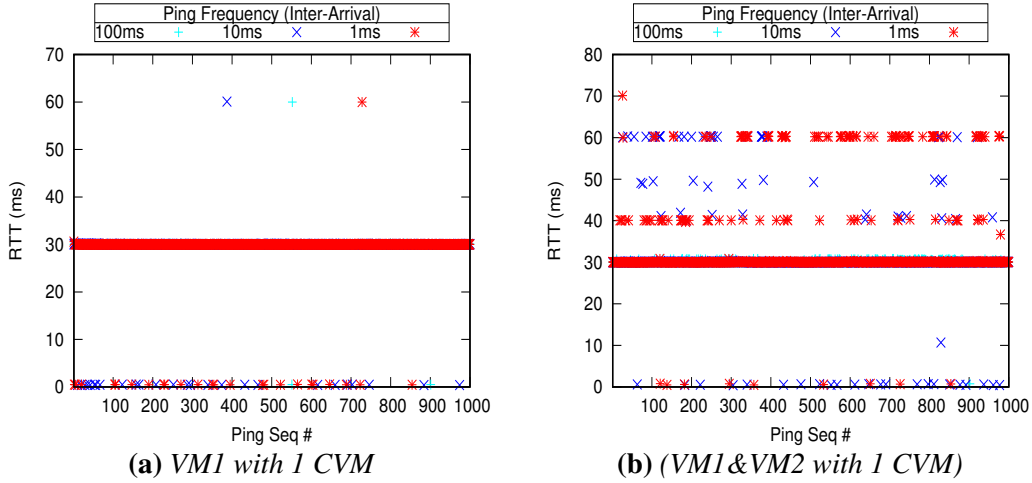 Ping Frequency (Inter-Arrival)
100ms 10ms 1ms
70
60
50
40
30
20
10
0
RTT (ms)
100 200 300 400 500 600 700 800 900 1000
Ping Seq #
(a) VM1 with 1 CVM
Ping Frequency (Inter-Arrival)
100ms 10ms 1ms
80
70
60
50
40
30
20
10
0
RTT (ms)
100 200 300 400 500 600 700 800 900 1000
Ping Seq #
(b) (VM1&VM2 with 1 CVM)